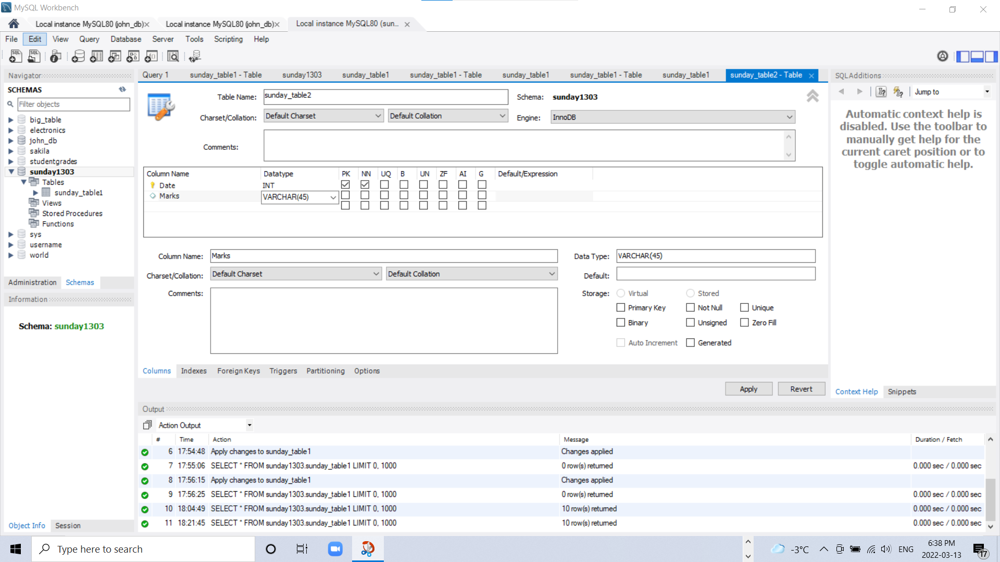 MySQL Workbench
Local instance MySQL80 (john_db)× Local instance MySQL80 (john_db)× Local instance MySQL80 (sun... ×
File Edit View Query Database Server Tools Scripting Help
Navigator
SCHEMAS
Filter objects
big_table
electronics
john_db
sakila
studentgrades
sunday1303
Tables
sunday_table1
Views
Stored Procedures
Functions
sys
username
world
Administration Schemas
Information
Schema: sunday1303
Object Info Session
Query 1 sunday_table1 - Table sunday1303 sunday_table1 sunday_table1 - Table sunday_table1 sunday_table1 - Table sunday_table1 sunday_table2 - Table ×
Table Name: sunday_table2 Schema: sunday1303
Charset/Collation: Default Charset Default Collation Engine: InnoDB
Comments:
Column Name Datatype PK NN UQ B UN ZF AI G Default/Expression
Date INT
Marks VARCHAR(45)
Column Name: Marks Data Type: VARCHAR(45)
Charset/Collation: Default Charset Default Collation Default:
Comments: Storage: Virtual Stored
Primary Key Not Null Unique
Binary Unsigned Zero Fill
Auto Increment Generated
Columns Indexes Foreign Keys Triggers Partitioning Options
Apply Revert
SQLAdditions
Jump to
Automatic context help is
disabled. Use the toolbar to
manually get help for the
current caret position or to
toggle automatic help.
Context Help Snippets
Output
Action Output
# Time Action Message Duration / Fetch
6 17:54:48 Apply changes to sunday_table1 Changes applied
7 17:55:06 SELECT * FROM sunday1303.sunday_table1 LIMIT 0, 1000 0 row(s) returned 0.000 sec / 0.000 sec
8 17:56:15 Apply changes to sunday_table1 Changes applied
9 17:56:25 SELECT * FROM sunday1303.sunday_table1 LIMIT 0, 1000 0 row(s) returned 0.000 sec / 0.000 sec
10 18:04:49 SELECT * FROM sunday1303.sunday_table1 LIMIT 0, 1000 10 row(s) returned 0.000 sec / 0.000 sec
11 18:21:45 SELECT * FROM sunday1303.sunday_table1 LIMIT 0, 1000 10 row(s) returned 0.000 sec / 0.000 sec
Type here to search
-3°C ENG
6:38 PM
2022-03-13
17